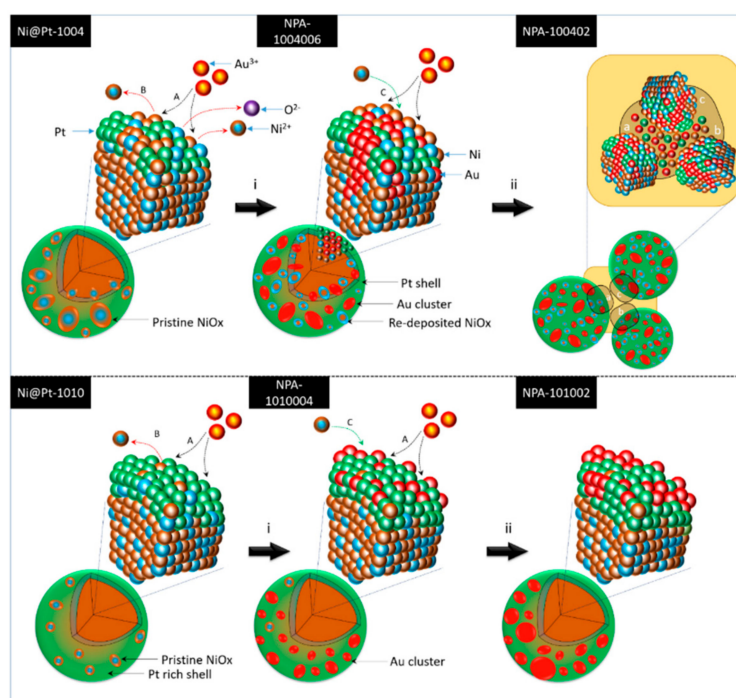 Ni@Pt-1004
NPA-
1004006
NPA-100402
Au³⁺
B
A
C
O²⁻
Ni²⁺
Pt
Ni
Au
c
a
b
i
ii
Pt shell
Au cluster
Re-deposited NiOx
Pristine NiOx
b
Ni@Pt-1010
NPA-
1010004
NPA-101002
B
A
C
A
i
ii
Pristine NiOx
Pt rich shell
Au cluster